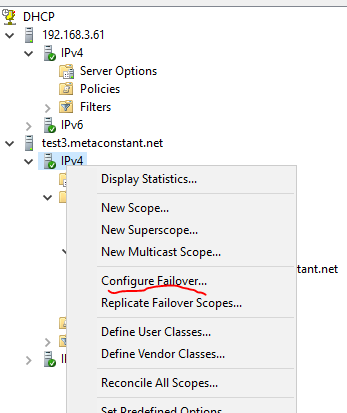 DHCP
192.168.3.61
IPv4
Server Options
Policies
Filters
IPv6
test3.metaconstant.net
IPv4
Display Statistics...
New Scope...
New Superscope...
New Multicast Scope...
tant.net
Configure Failover...
Replicate Failover Scopes...
Define User Classes...
Define Vendor Classes...
Reconcile All Scopes...
Set Predefined Options